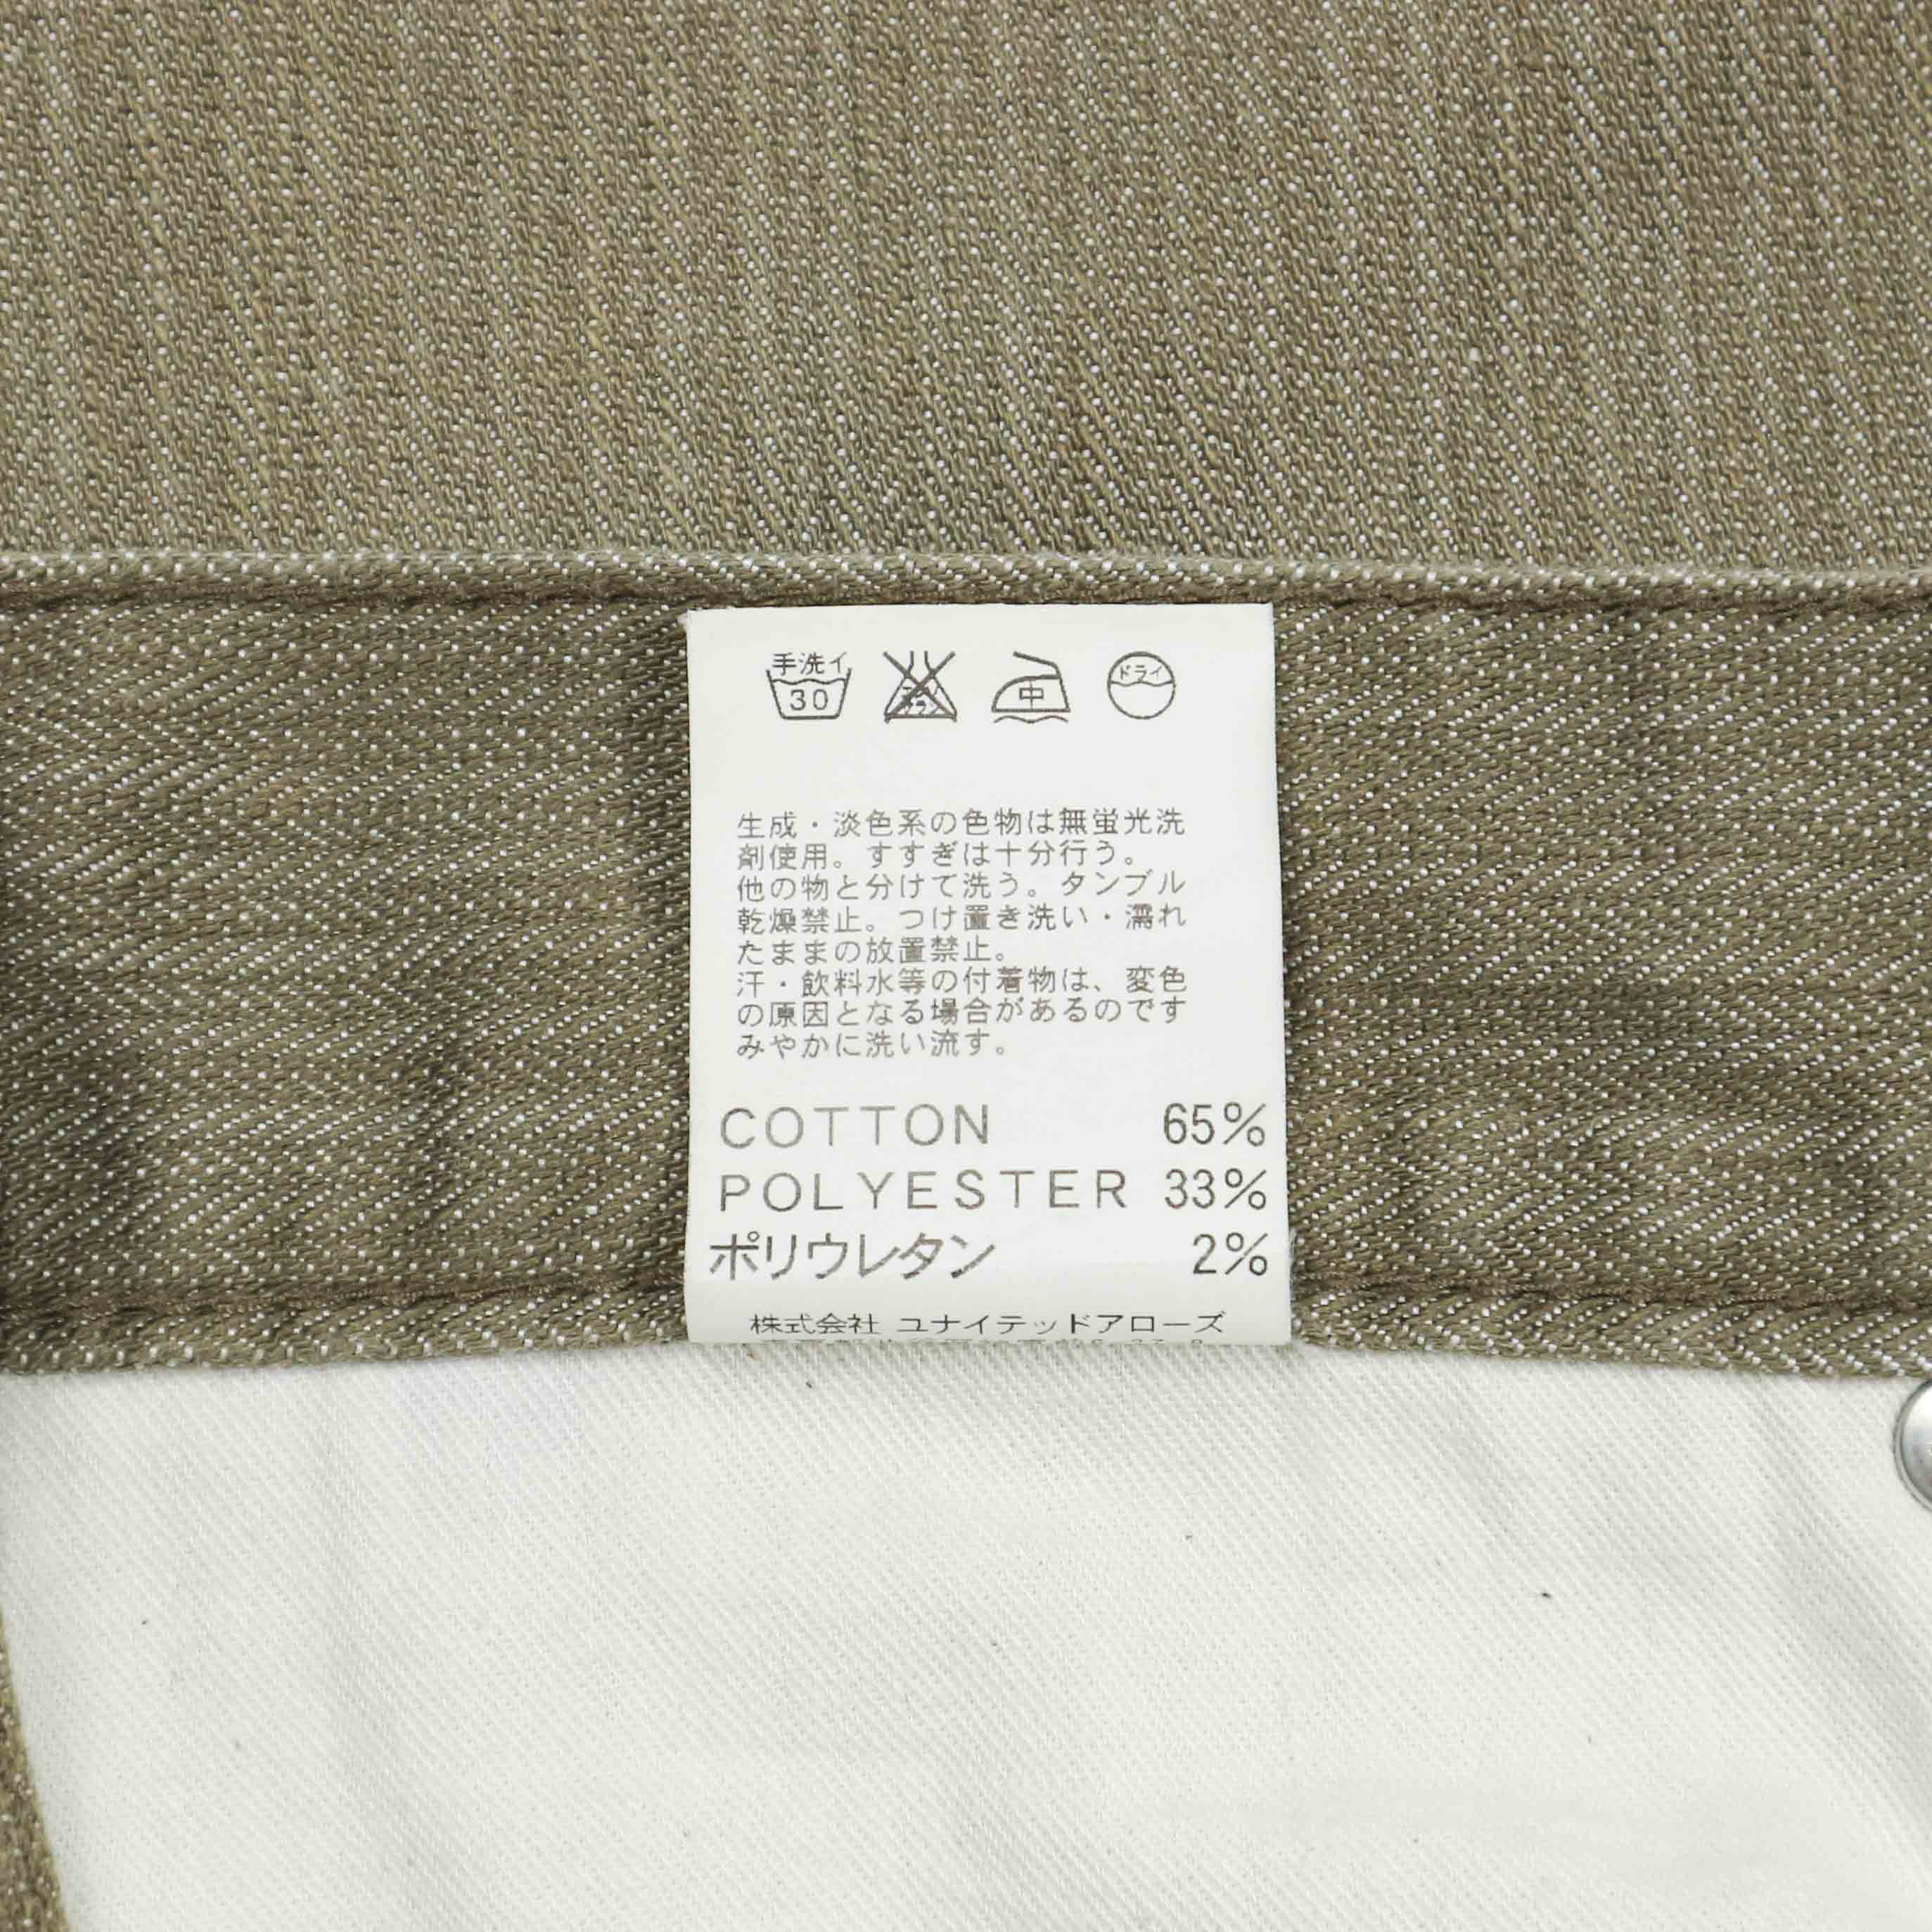 手洗イ
30
中
ドライ
生成・淡色系の色物は無蛍光洗
剤使用。すすぎは十分行う。
他の物と分けて洗う。タンブル
乾燥禁止。つけ置き洗い・濡れ
たままの放置禁止。
汗・飲料水等の付着物は、変色
の原因となる場合があるのです
みやかに洗い流す。
COTTON 65%
POLYESTER 33%
ポリウレタン 2%
株式会社 ユナイテッドアローズ